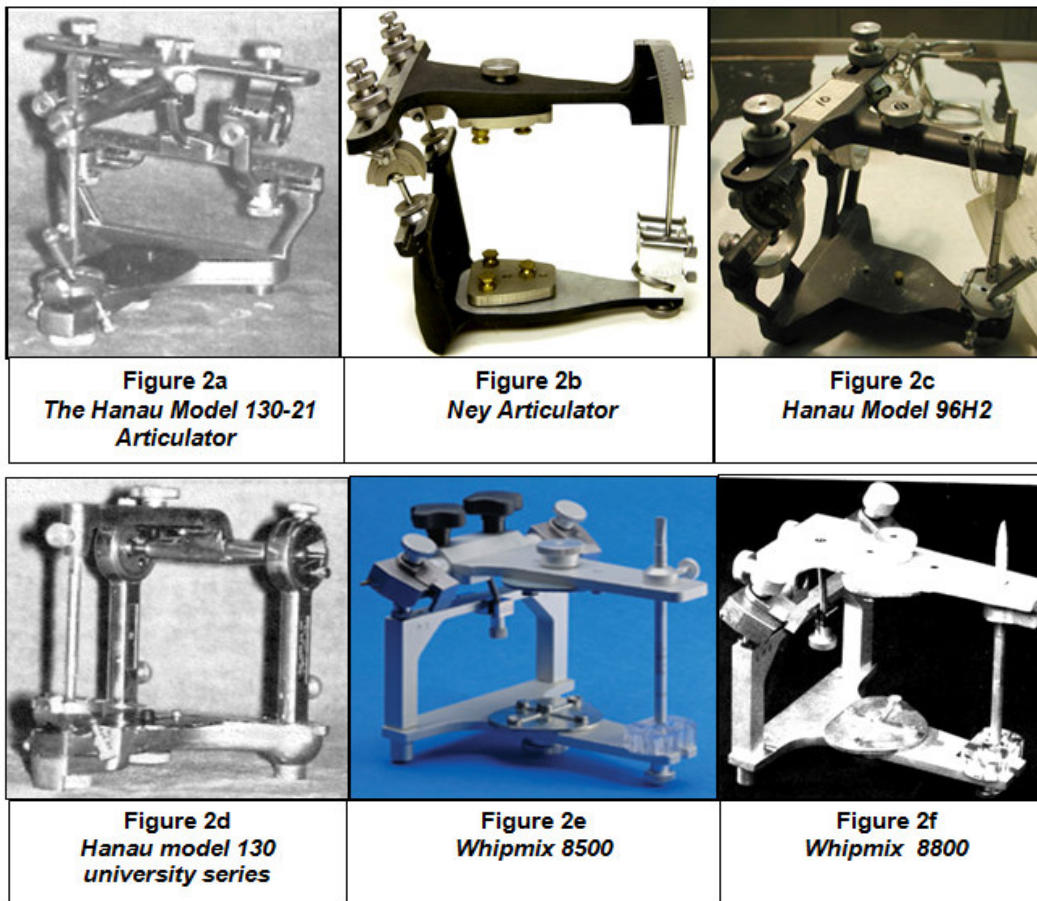 10
Figure 2a
The Hanau Model 130-21
Articulator
Figure 2b
Ney Articulator
Figure 2c
Hanau Model 96H2
Figure 2d
Hanau model 130
university series
Figure 2e
Whipmix 8500
Figure 2f
Whipmix  8800